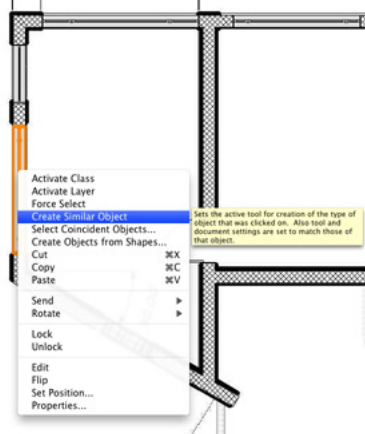 Activate Class
Activate Layer
Force Select
Create Similar Object
Sets the active tool for creation of the type of
object that was clicked on. Also tool and
document settings are set to match those of
that object.
Select Coincident Objects...
Create Objects from Shapes...
Cut ⌘X
Copy ⌘C
Paste ⌘V
Send
Rotate
Lock
Unlock
Edit
Flip
Set Position...
Properties...